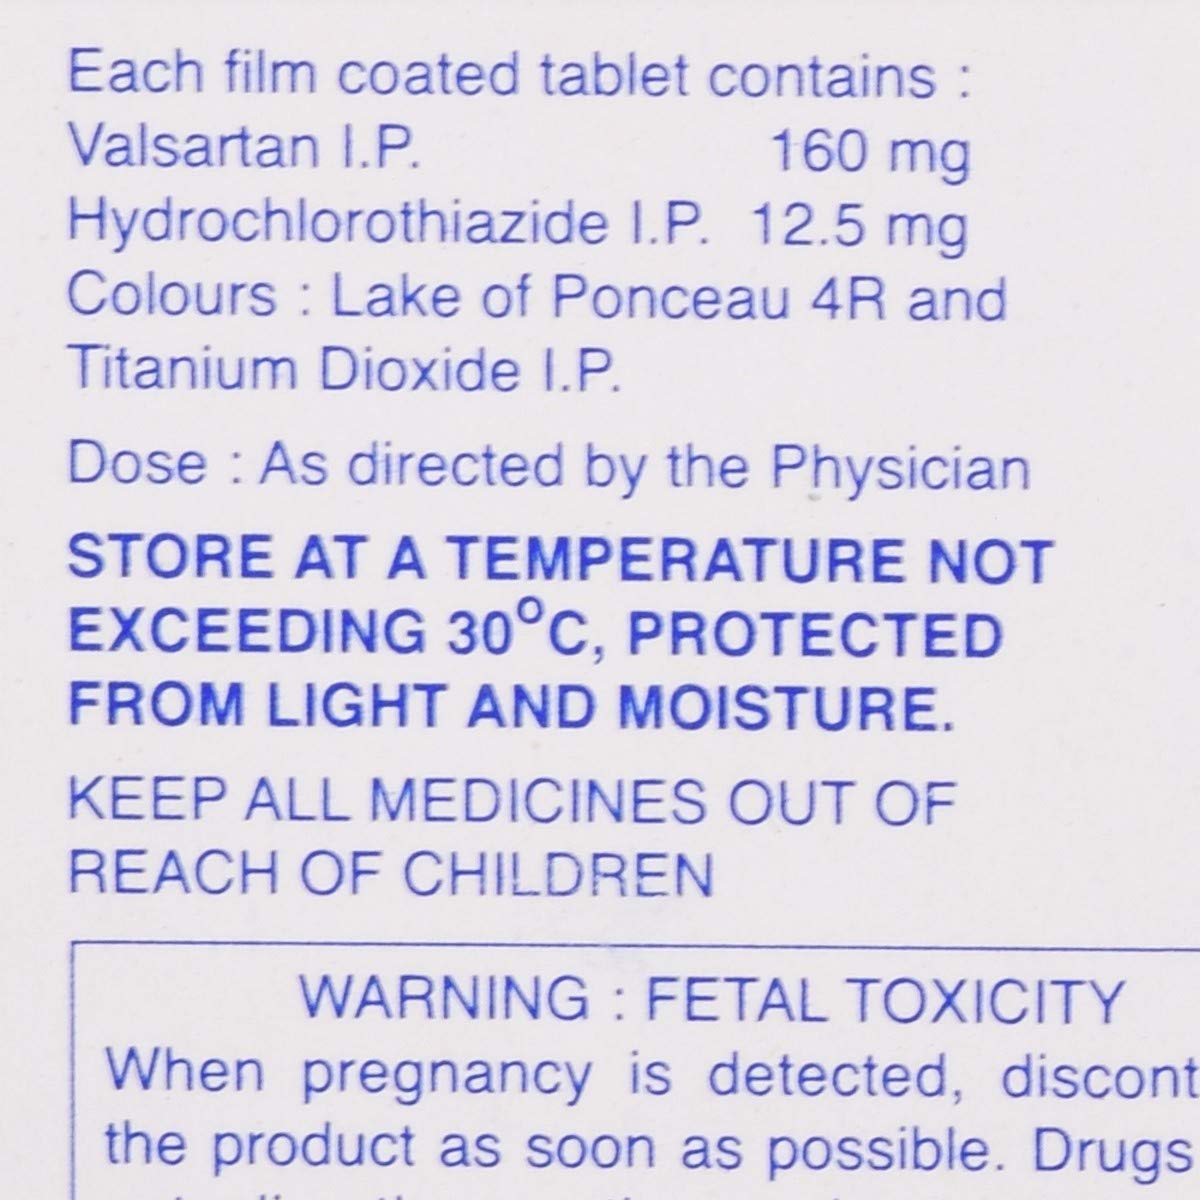 Each film coated tablet contains :
Valsartan I.P. 160 mg
Hydrochlorothiazide I.P. 12.5 mg
Colours : Lake of Ponceau 4R and
Titanium Dioxide I.P.
Dose : As directed by the Physician
STORE AT A TEMPERATURE NOT
EXCEEDING 30°C, PROTECTED
FROM LIGHT AND MOISTURE.
KEEP ALL MEDICINES OUT OF
REACH OF CHILDREN
WARNING : FETAL TOXICITY
When pregnancy is detected, discont
the product as soon as possible. Drugs